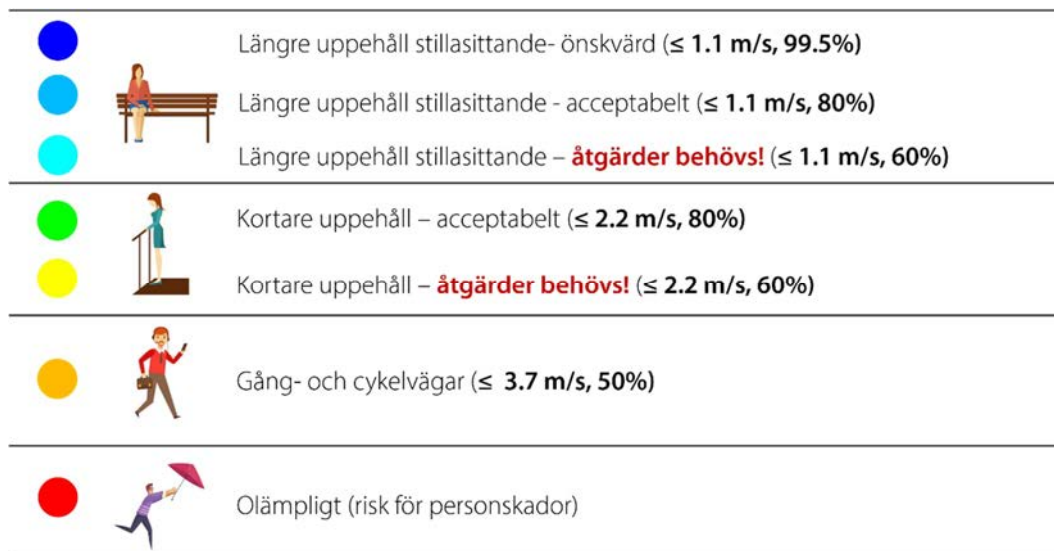 Längre uppehåll stillasittande- önskvärd (≤ 1.1 m/s, 99.5%)
Längre uppehåll stillasittande - acceptabelt (≤ 1.1 m/s, 80%)
Längre uppehåll stillasittande – åtgärder behövs! (≤ 1.1 m/s, 60%)
Kortare uppehåll – acceptabelt (≤ 2.2 m/s, 80%)
Kortare uppehåll – åtgärder behövs! (≤ 2.2 m/s, 60%)
Gång- och cykelvägar (≤ 3.7 m/s, 50%)
Olämpligt (risk för personskador)